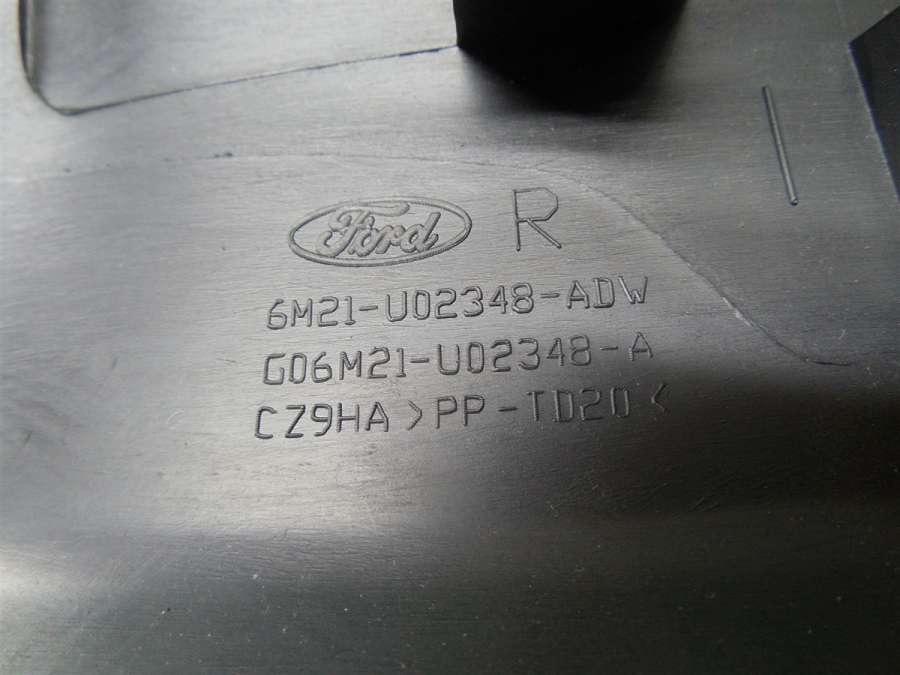 Ford R
6M21-U02348-ADW
G06M21-U02348-A
CZ9HA >PP-TD20<